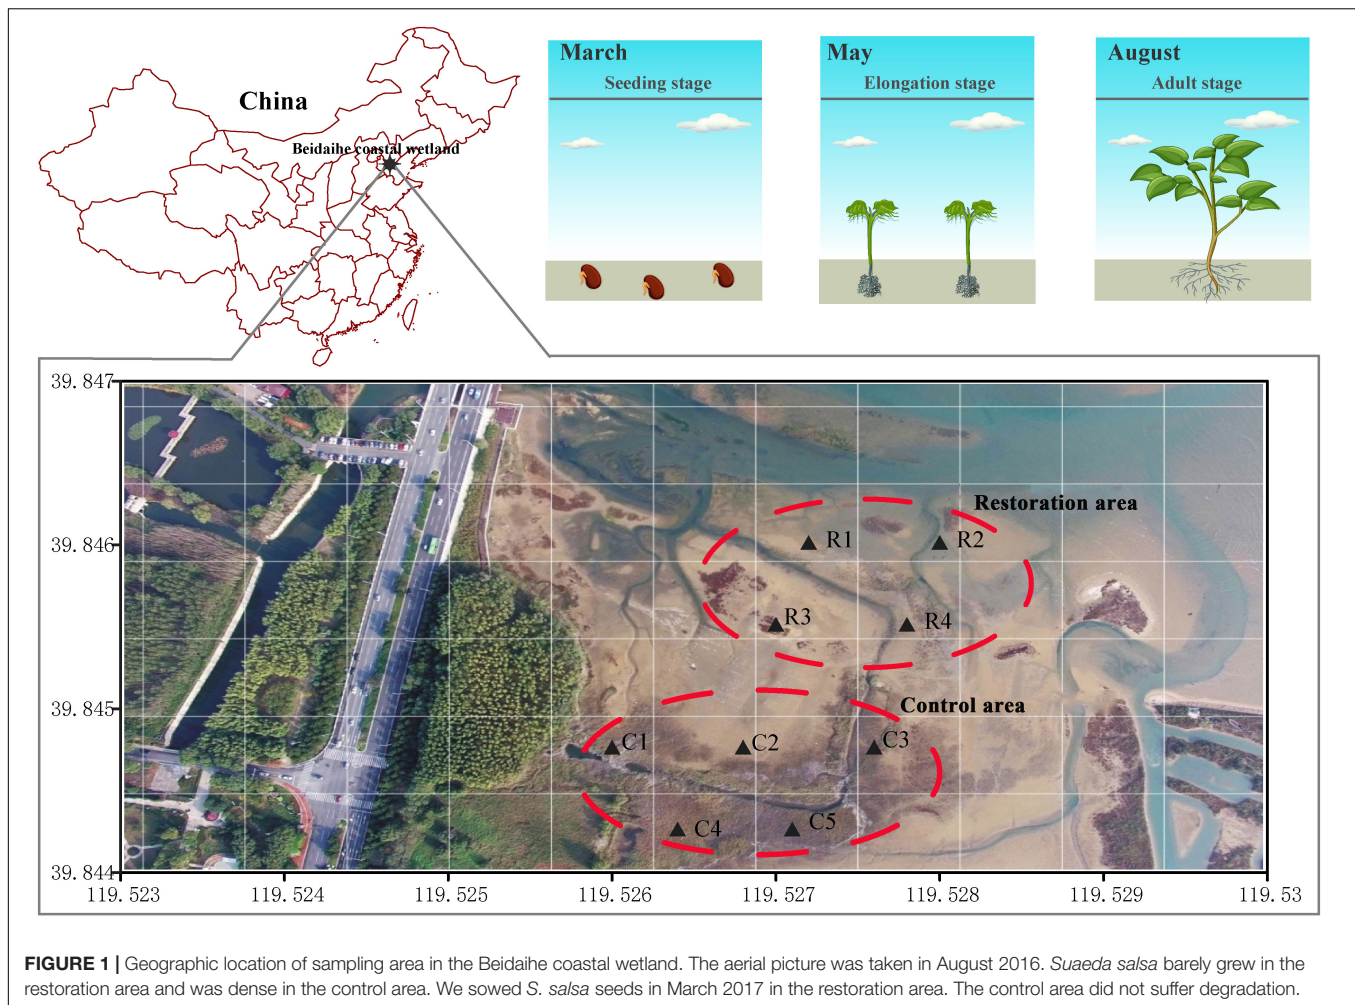 China
Beidaihe coastal wetland
March
Seeding stage
May
Elongation stage
August
Adult stage
39.847
39.846
39.845
39.844
Restoration area
R1
R2
R3
R4
Control area
C1
C2
C3
C4
C5
119.523
119.524
119.525
119.526
119.527
119.528
119.529
119.53
FIGURE 1 | Geographic location of sampling area in the Beidaihe coastal wetland. The aerial picture was taken in August 2016. Suaeda salsa barely grew in the
restoration area and was dense in the control area. We sowed S. salsa seeds in March 2017 in the restoration area. The control area did not suffer degradation.